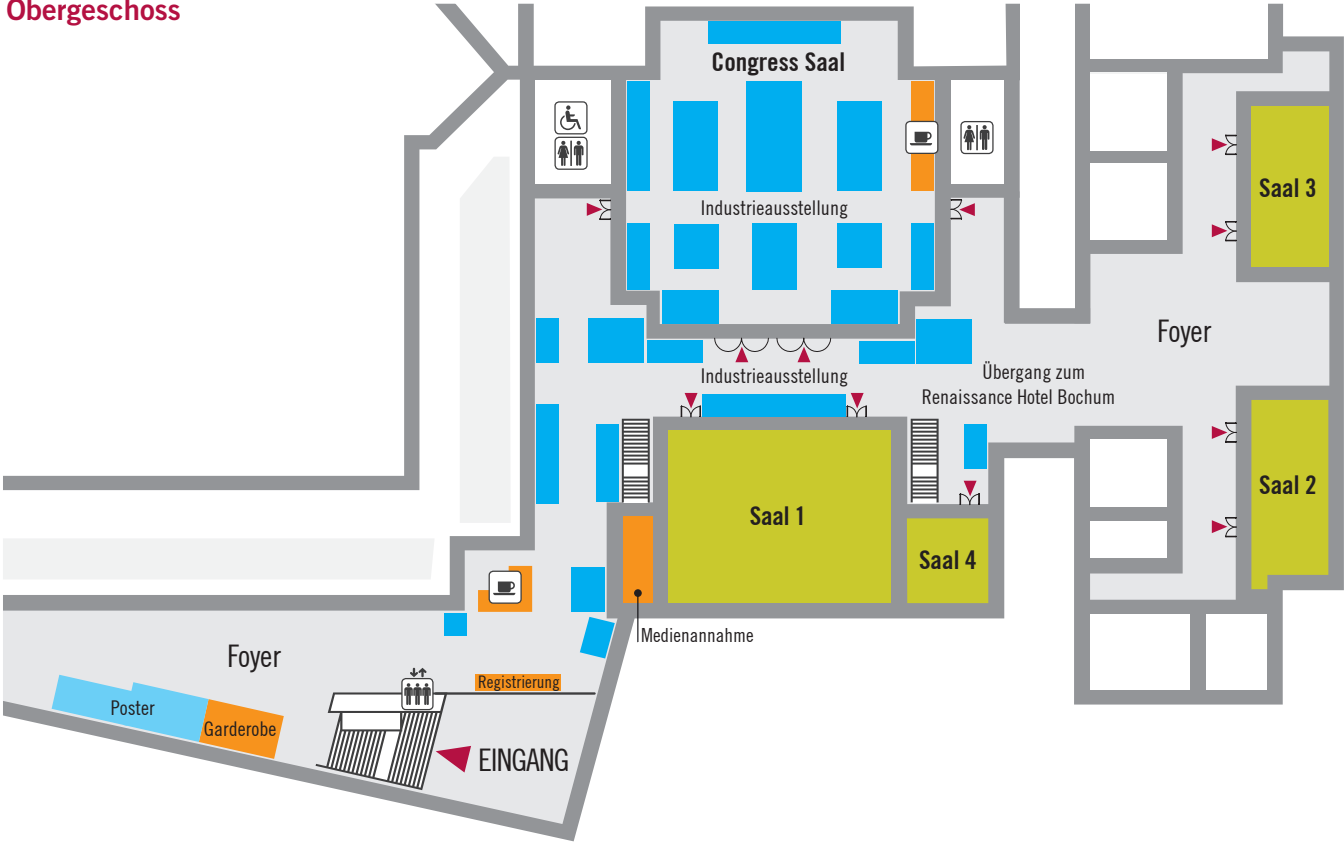 Obergeschoss
Congress Saal
Saal 3
Industrieausstellung
Foyer
Industrieausstellung
Übergang zum
Renaissance Hotel Bochum
Saal 2
Saal 1
Saal 4
Medienannahme
Foyer
Registrierung
Poster
Garderobe
EINGANG